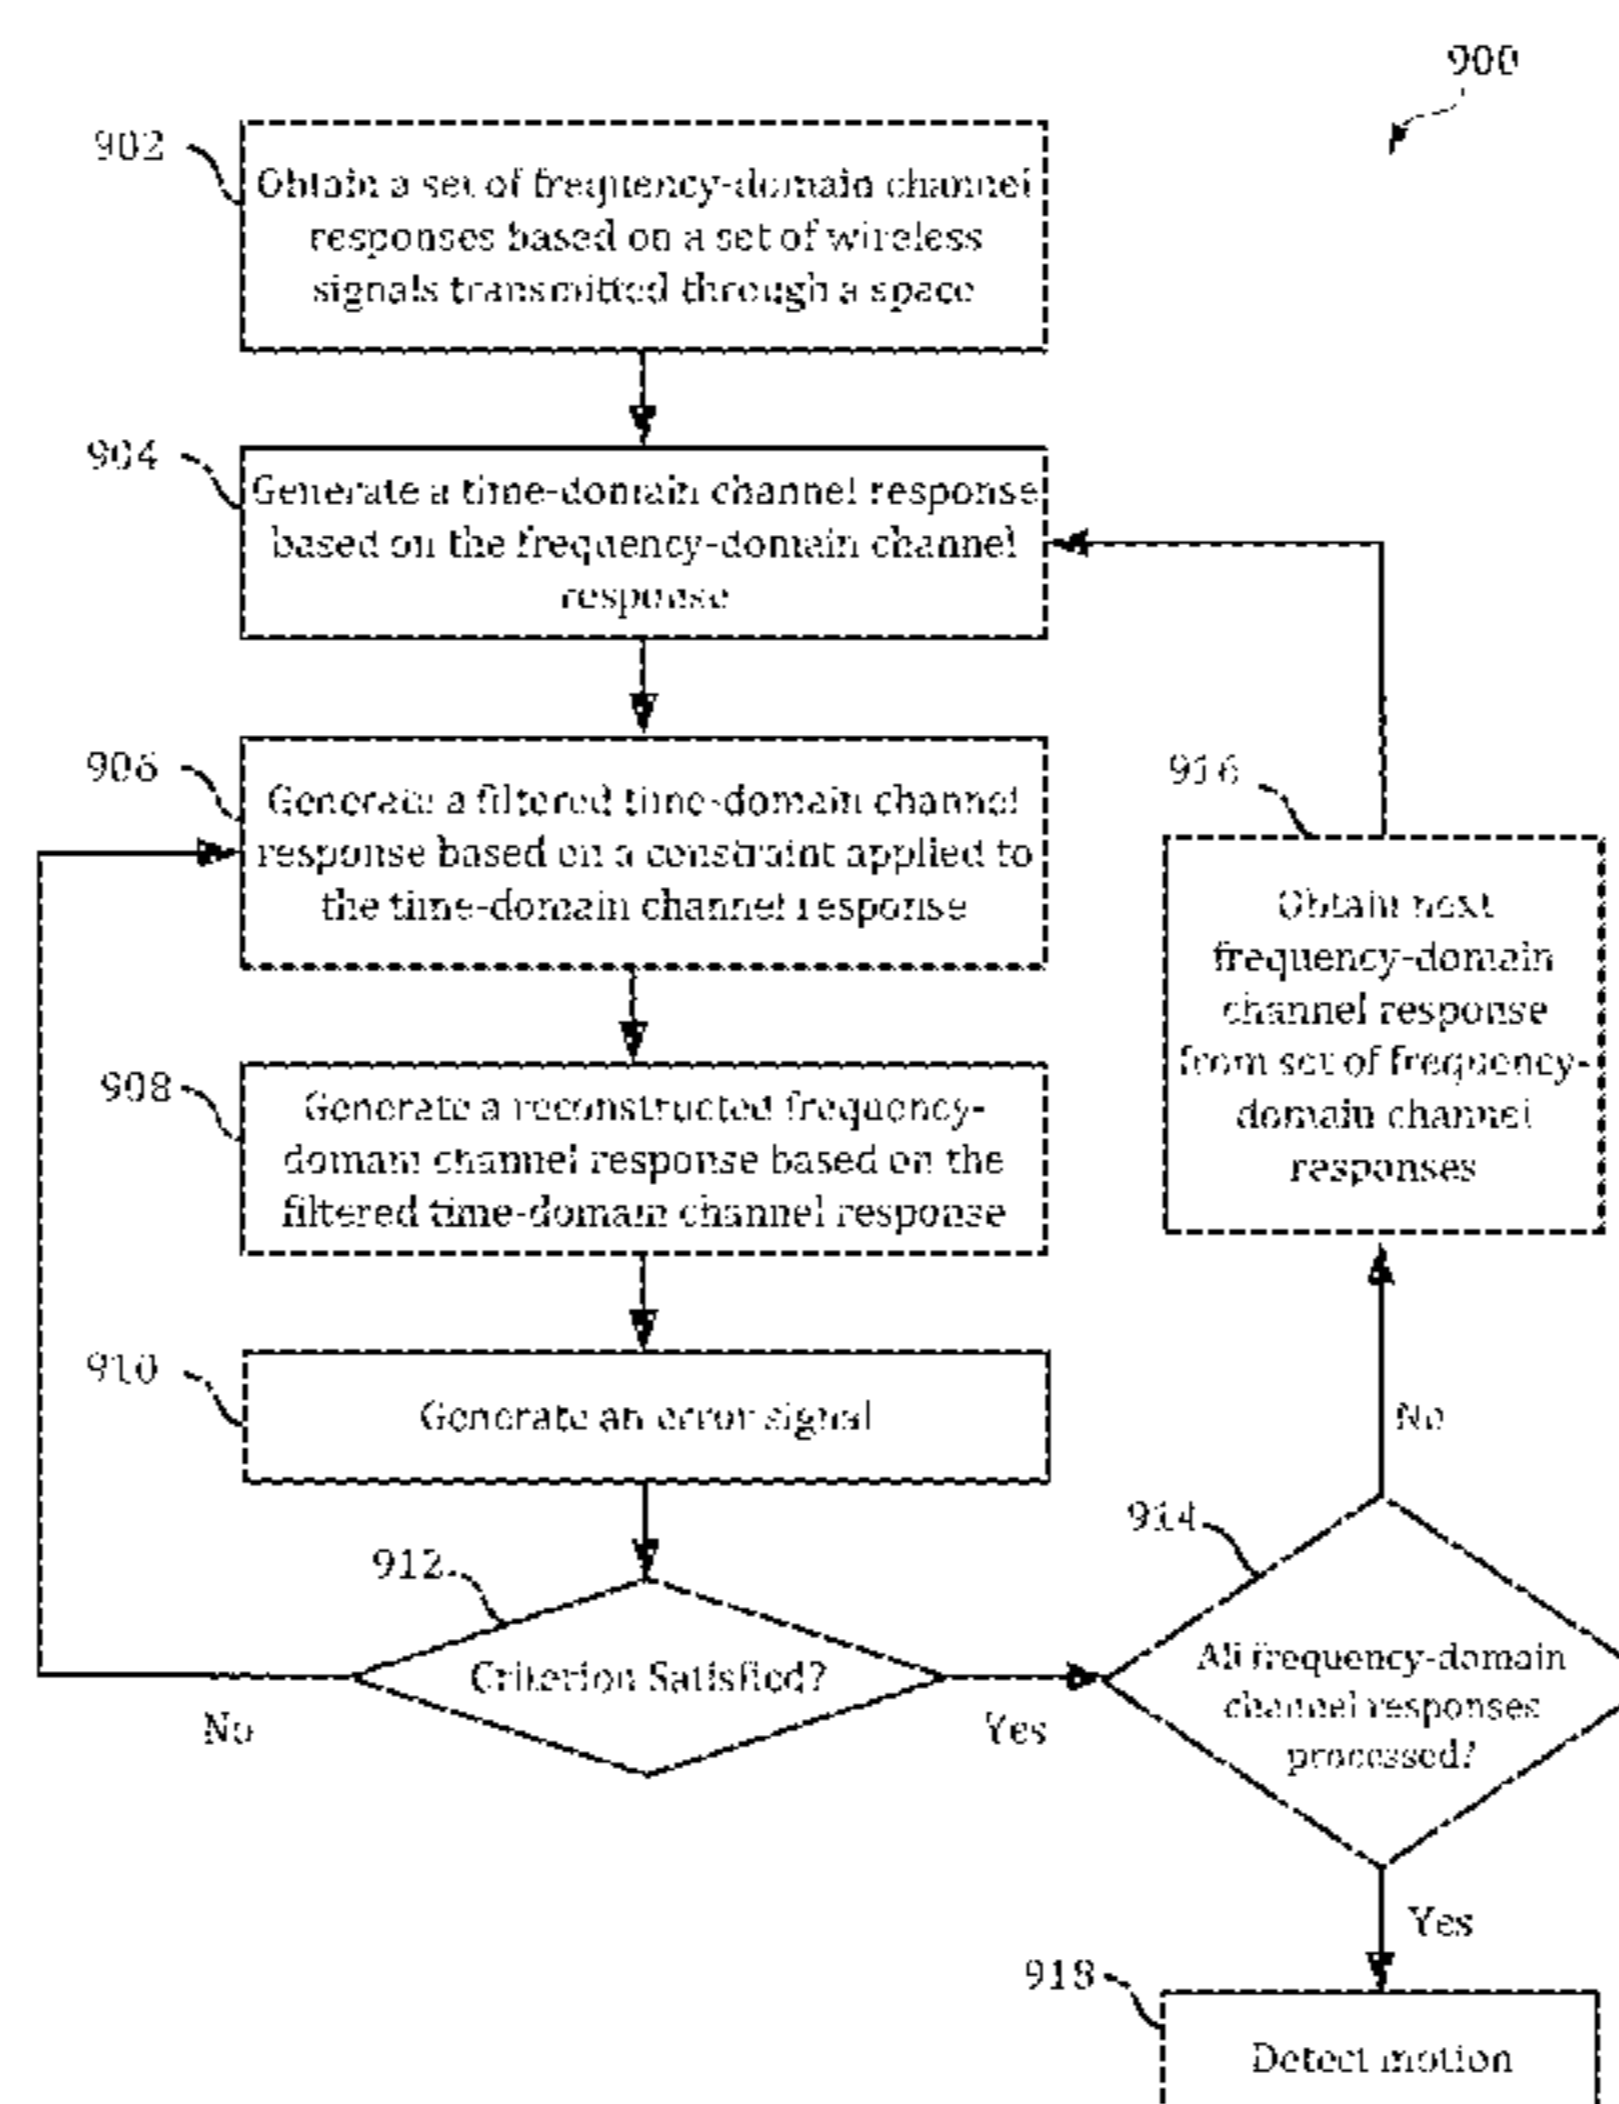 900
902
Obtain a set of frequency-domain channel
responses based on a set of wireless
signals transmitted through a space
904
Generate a time-domain channel response
based on the frequency-domain channel
response
906
Generate a filtered time-domain channel
response based on a constraint applied to
the time-domain channel response
908
Generate a reconstructed frequency-
domain channel response based on the
filtered time-domain channel response
910
Generate an error signal
912
Criterion Satisfied?
No
Yes
914
All frequency-domain
channel responses
processed?
No
916
Obtain next
frequency-domain
channel response
from set of frequency-
domain channel
responses
Yes
918
Detect motion